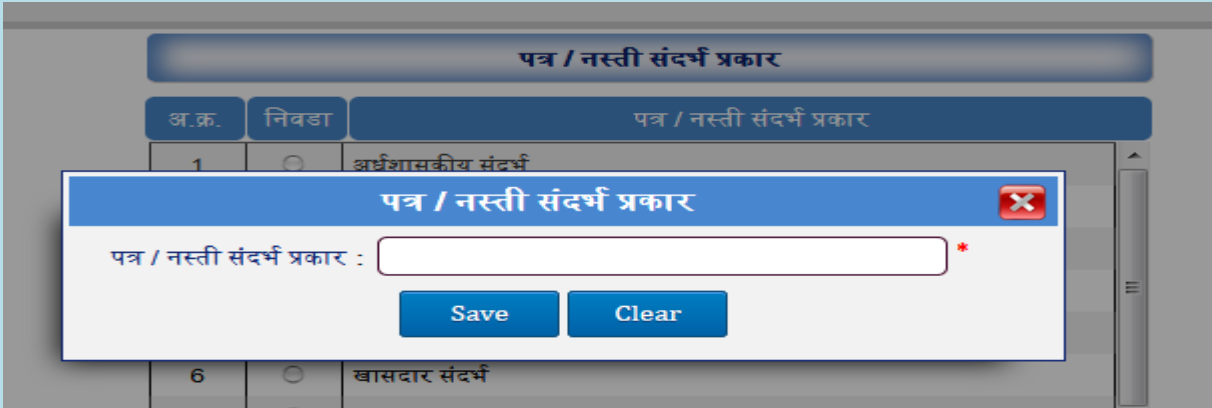 पत्र / नस्ती संदर्भ प्रकार
अ.क्र. निवडा पत्र / नस्ती संदर्भ प्रकार
1 अर्धशासकीय संदर्भ
पत्र / नस्ती संदर्भ प्रकार
पत्र / नस्ती संदर्भ प्रकार : *
Save Clear
6 खासदार संदर्भ